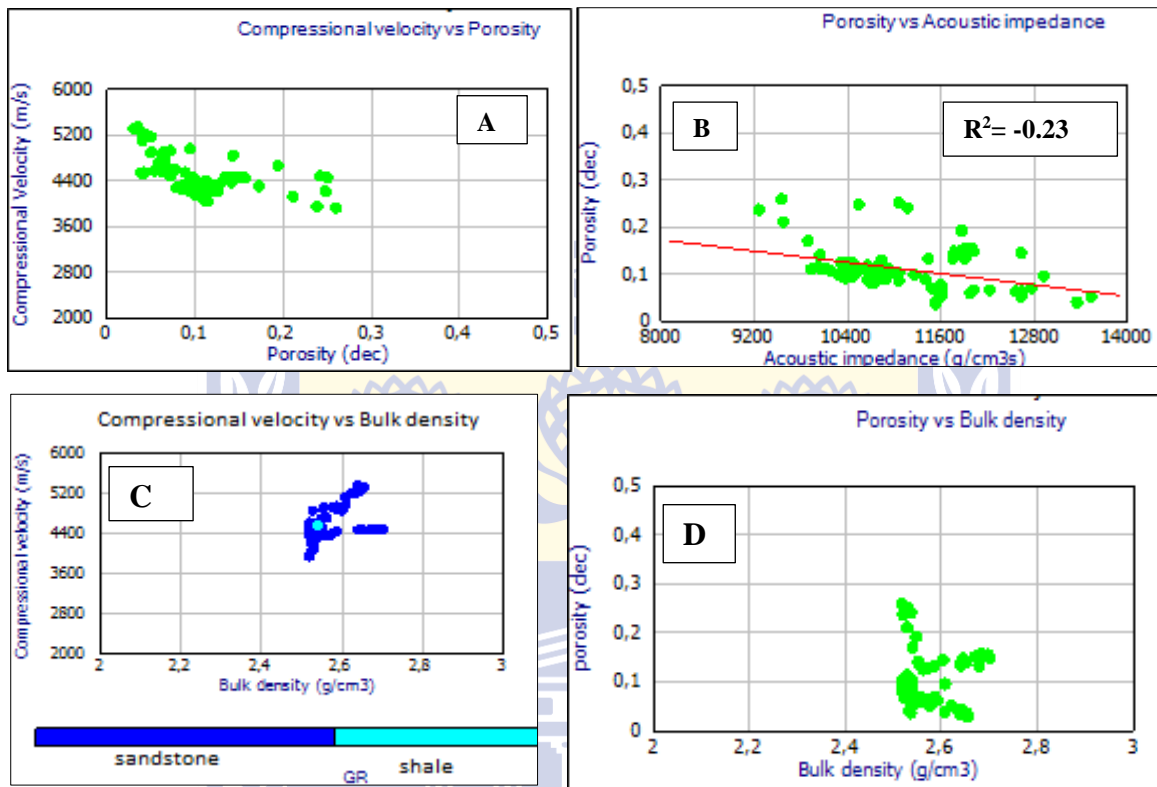 Compressional velocity vs Porosity
Compressional Velocity (m/s)
6000
5200
4400
3600
2800
2000
A
0, 0,1 0,2 0,3 0,4 0,5
Porosity (dec)
Porosity vs Acoustic impedance
Porosity (dec)
0,5
0,4
0,3
0,2
0,1
0
B
R²= -0.23
8000 9200 10400 11600 12800 14000
Acoustic impedance (g/cm3s)
Compressional velocity vs Bulk density
Compressional velocity (m/s)
6000
5200
4400
3600
2800
2000
C
2 2,2 2,4 2,6 2,8 3
Bulk density (g/cm3)
sandstone shale
GR
Porosity vs Bulk density
porosity (dec)
0,5
0,4
0,3
0,2
0,1
0
D
2 2,2 2,4 2,6 2,8 3
Bulk density (g/cm3)